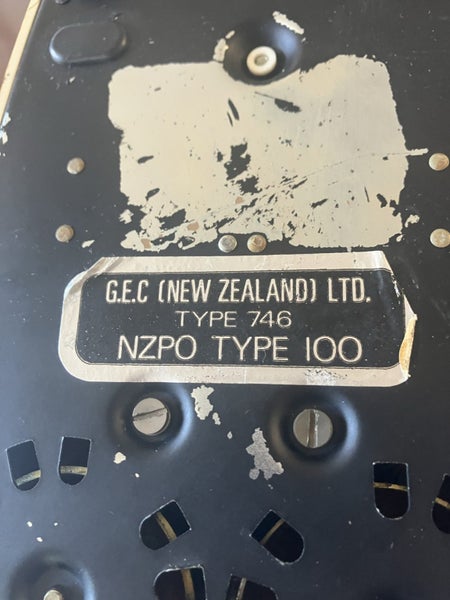 G.E.C (NEW ZEALAND) LTD.
TYPE 746
NZPO TYPE 100